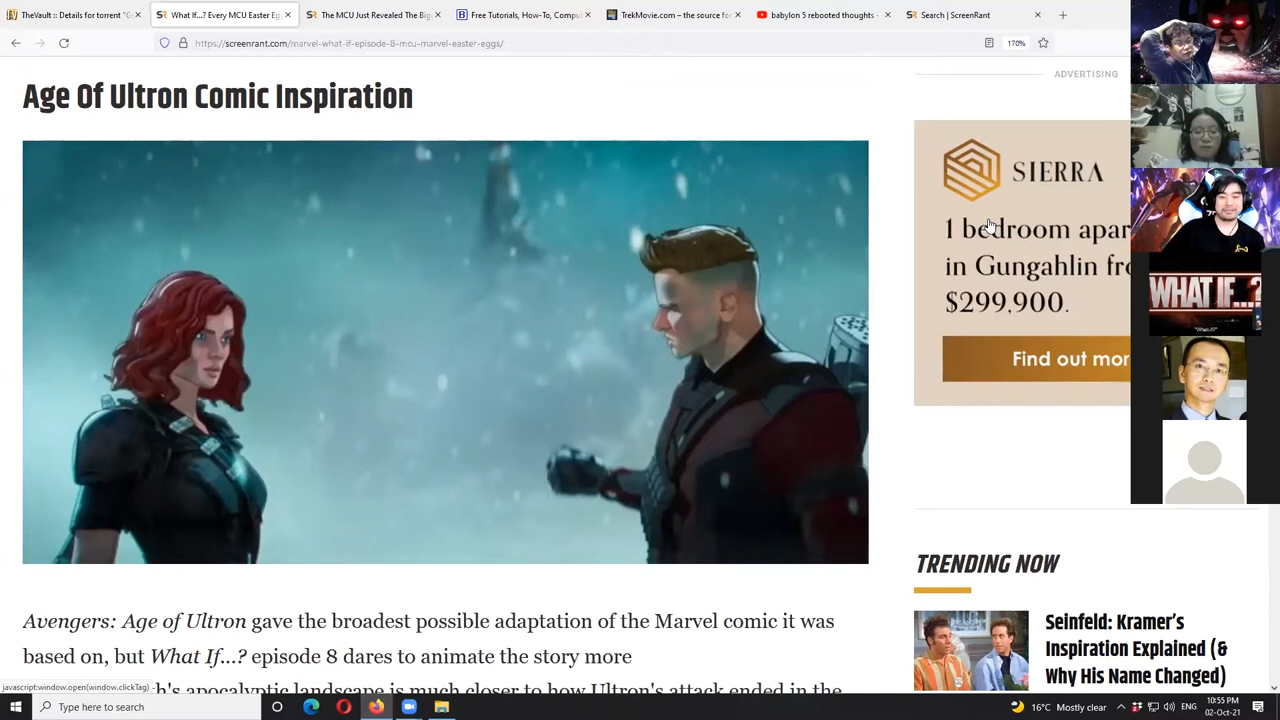 TheVault :: Details for torrent "G
What If...? Every MCU Easter Eg
The MCU Just Revealed The Big
Free Tutorials, How-To, Compu
TrekMovie.com – the source fo
babylon 5 rebooted thoughts -
Search | ScreenRant
https://screenrant.com/marvel-what-if-episode-8-mcu-marvel-easter-eggs/
170%
Age Of Ultron Comic Inspiration
ADVERTISING
SIERRA
1 bedroom apar
in Gungahlin fro
$299,900.
Find out mor
WHAT IF...?
Avengers: Age of Ultron gave the broadest possible adaptation of the Marvel comic it was
based on, but What If...? episode 8 dares to animate the story more
h's apocalyptic landscape is much closer to how Ultron's attack ended in the
TRENDING NOW
Seinfeld: Kramer's
Inspiration Explained (&
Why His Name Changed)
javascript:window.open(window.clickTag)
Type here to search
16°C Mostly clear
ENG
10:55 PM
02-Oct-21